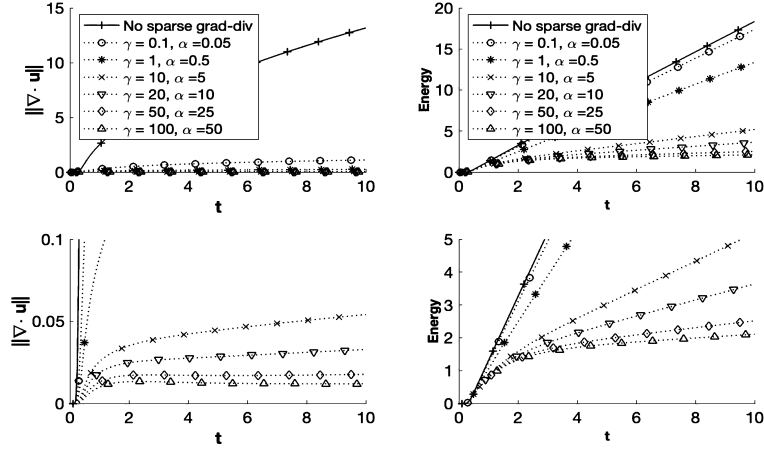 15
10
5
0
||∇· u||
No sparse grad-div
γ = 0.1, α =0.05
γ = 1, α =0.5
γ = 10, α =5
γ = 20, α =10
γ = 50, α =25
γ = 100, α =50
0 2 4 6 8 10
t
20
15
10
5
0
Energy
No sparse grad-div
γ = 0.1, α =0.05
γ = 1, α =0.5
γ = 10, α =5
γ = 20, α =10
γ = 50, α =25
γ = 100, α =50
0 2 4 6 8 10
t
0.1
0.05
0
||∇· u||
0 2 4 6 8 10
t
5
4
3
2
1
0
Energy
0 2 4 6 8 10
t